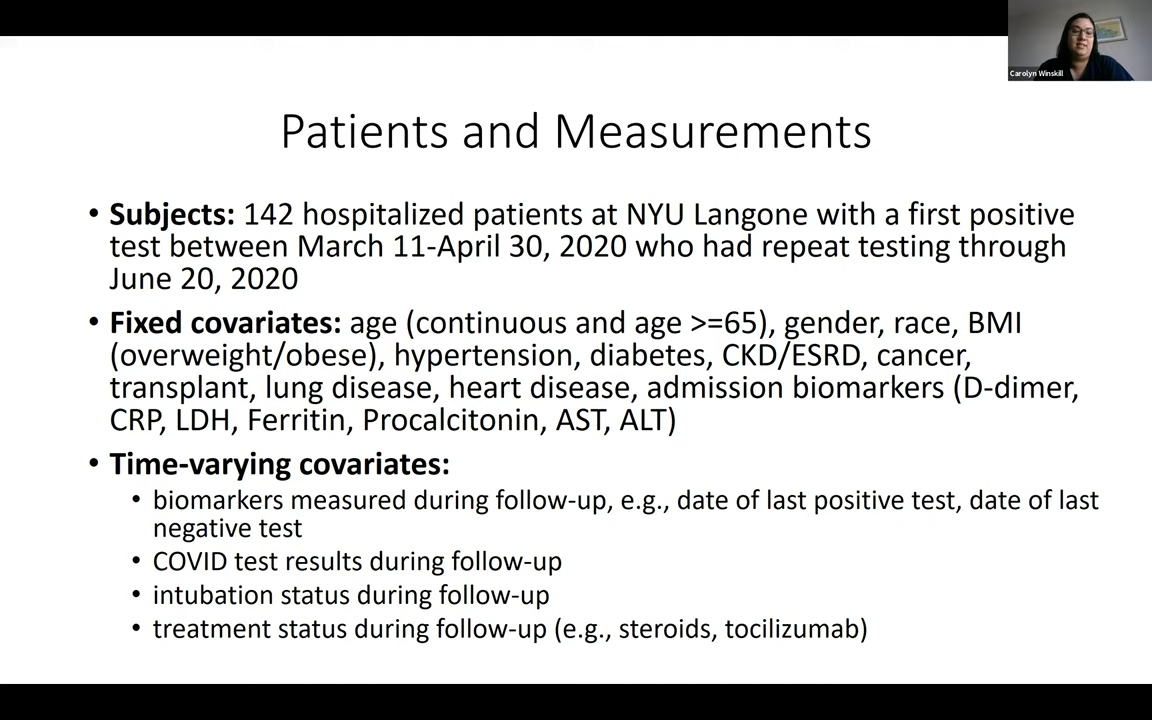 Carolyn Winskill
Patients and Measurements
• Subjects: 142 hospitalized patients at NYU Langone with a first positive
test between March 11-April 30, 2020 who had repeat testing through
June 20, 2020
• Fixed covariates: age (continuous and age >=65), gender, race, BMI
(overweight/obese), hypertension, diabetes, CKD/ESRD, cancer,
transplant, lung disease, heart disease, admission biomarkers (D-dimer,
CRP, LDH, Ferritin, Procalcitonin, AST, ALT)
• Time-varying covariates:
• biomarkers measured during follow-up, e.g., date of last positive test, date of last
negative test
• COVID test results during follow-up
• intubation status during follow-up
• treatment status during follow-up (e.g., steroids, tocilizumab)